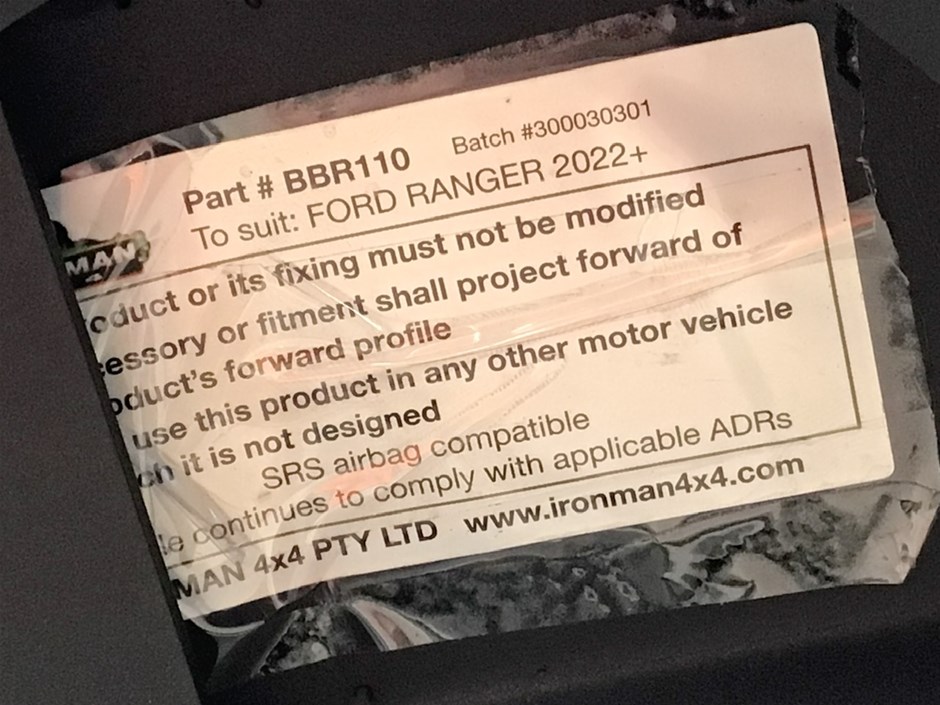 Part # BBR110 Batch #300030301
To suit: FORD RANGER 2022+
MAN
oduct or its fixing must not be modified
essory or fitment shall project forward of
oduct's forward profile
use this product in any other motor vehicle
ch it is not designed
SRS airbag compatible
le continues to comply with applicable ADRs
MAN 4x4 PTY LTD www.ironman4x4.com